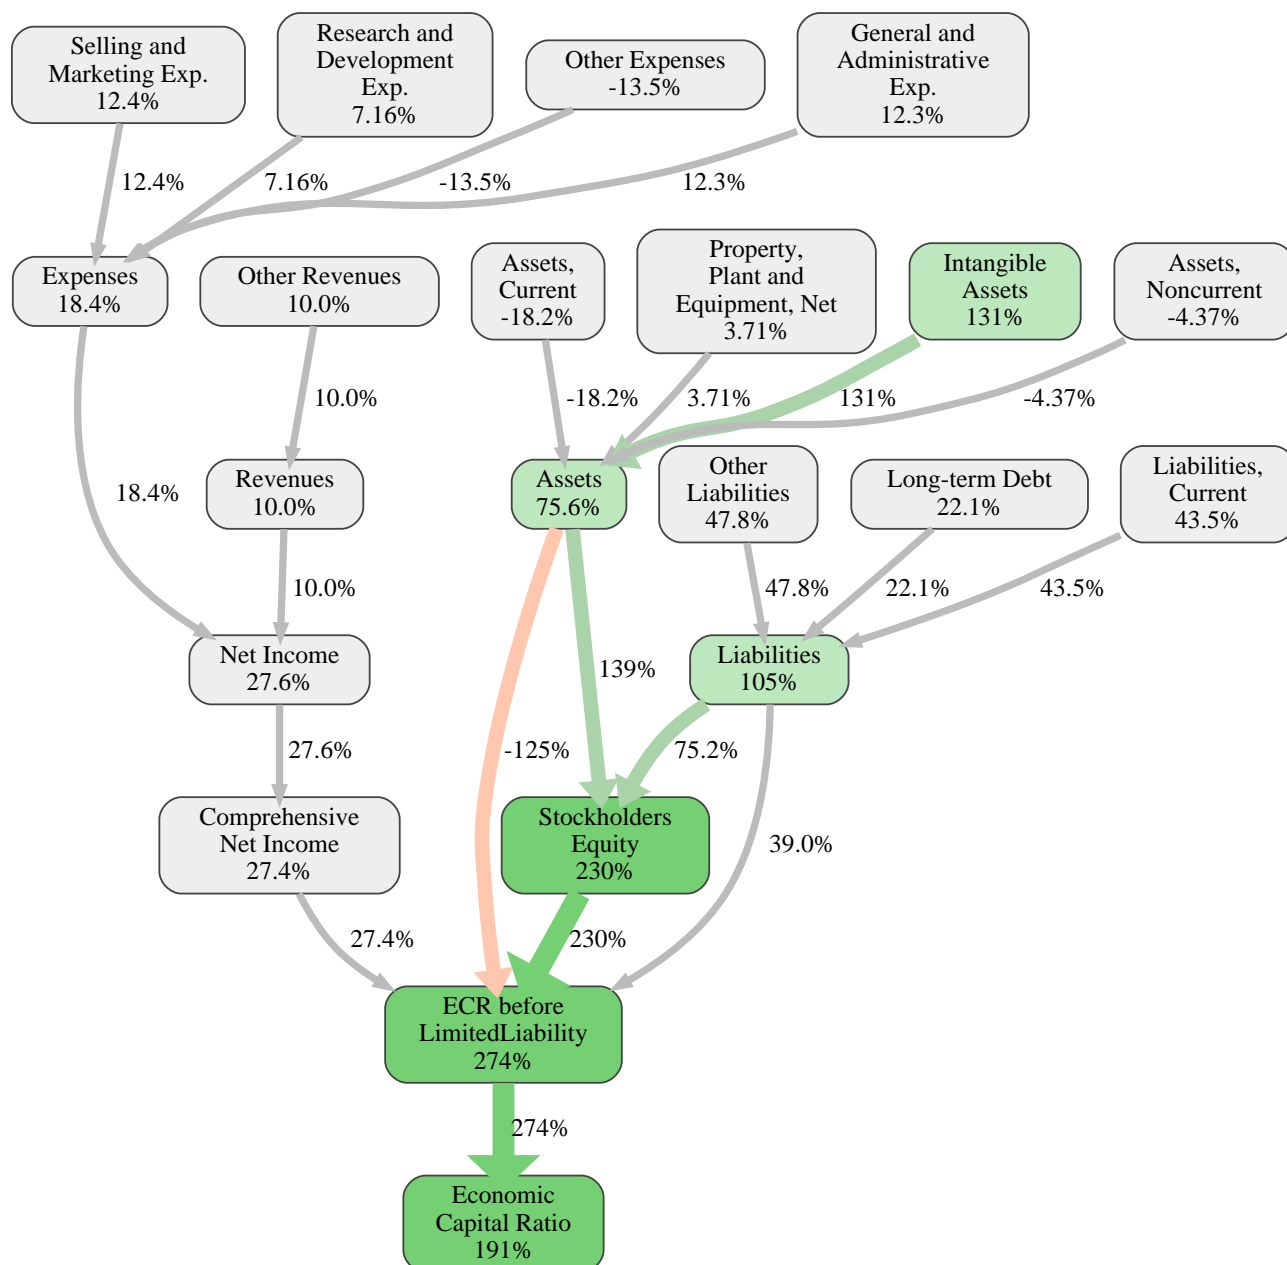 Selling and
Marketing Exp.
12.4%
Research and
Development
Exp.
7.16%
Other Expenses
-13.5%
General and
Administrative
Exp.
12.3%
12.4%
7.16%
-13.5%
12.3%
Expenses
18.4%
Other Revenues
10.0%
Assets,
Current
-18.2%
Property,
Plant and
Equipment, Net
3.71%
Intangible
Assets
131%
Assets,
Noncurrent
-4.37%
10.0%
-18.2%
3.71%
131%
-4.37%
18.4%
Revenues
10.0%
Assets
75.6%
Other
Liabilities
47.8%
Long-term Debt
22.1%
Liabilities,
Current
43.5%
10.0%
47.8%
22.1%
43.5%
Net Income
27.6%
139%
Liabilities
105%
27.6%
-125%
75.2%
Comprehensive
Net Income
27.4%
Stockholders
Equity
230%
39.0%
27.4%
230%
ECR before
LimitedLiability
274%
274%
Economic
Capital Ratio
191%